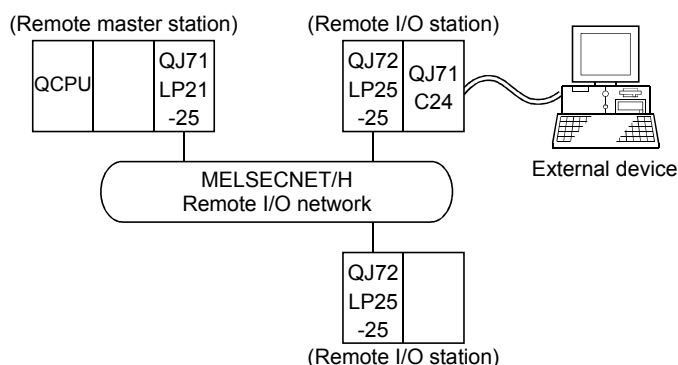 (Remote master station)
QCPU
QJ71
LP21
-25
(Remote I/O station)
QJ72
LP25
-25
QJ71
C24
External device
MELSECNET/H
Remote I/O network
QJ72
LP25
-25
(Remote I/O station)